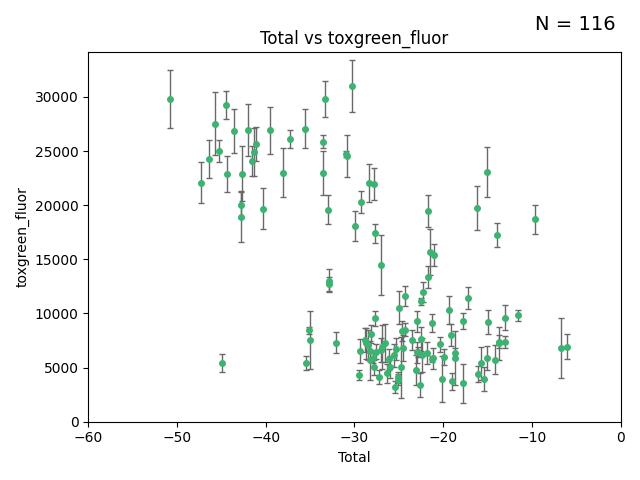 N = 116
Total vs toxgreen_fluor
30000
25000
20000
15000
10000
5000
0
toxgreen_fluor
−60 −50 −40 −30 −20 −10 0
Total